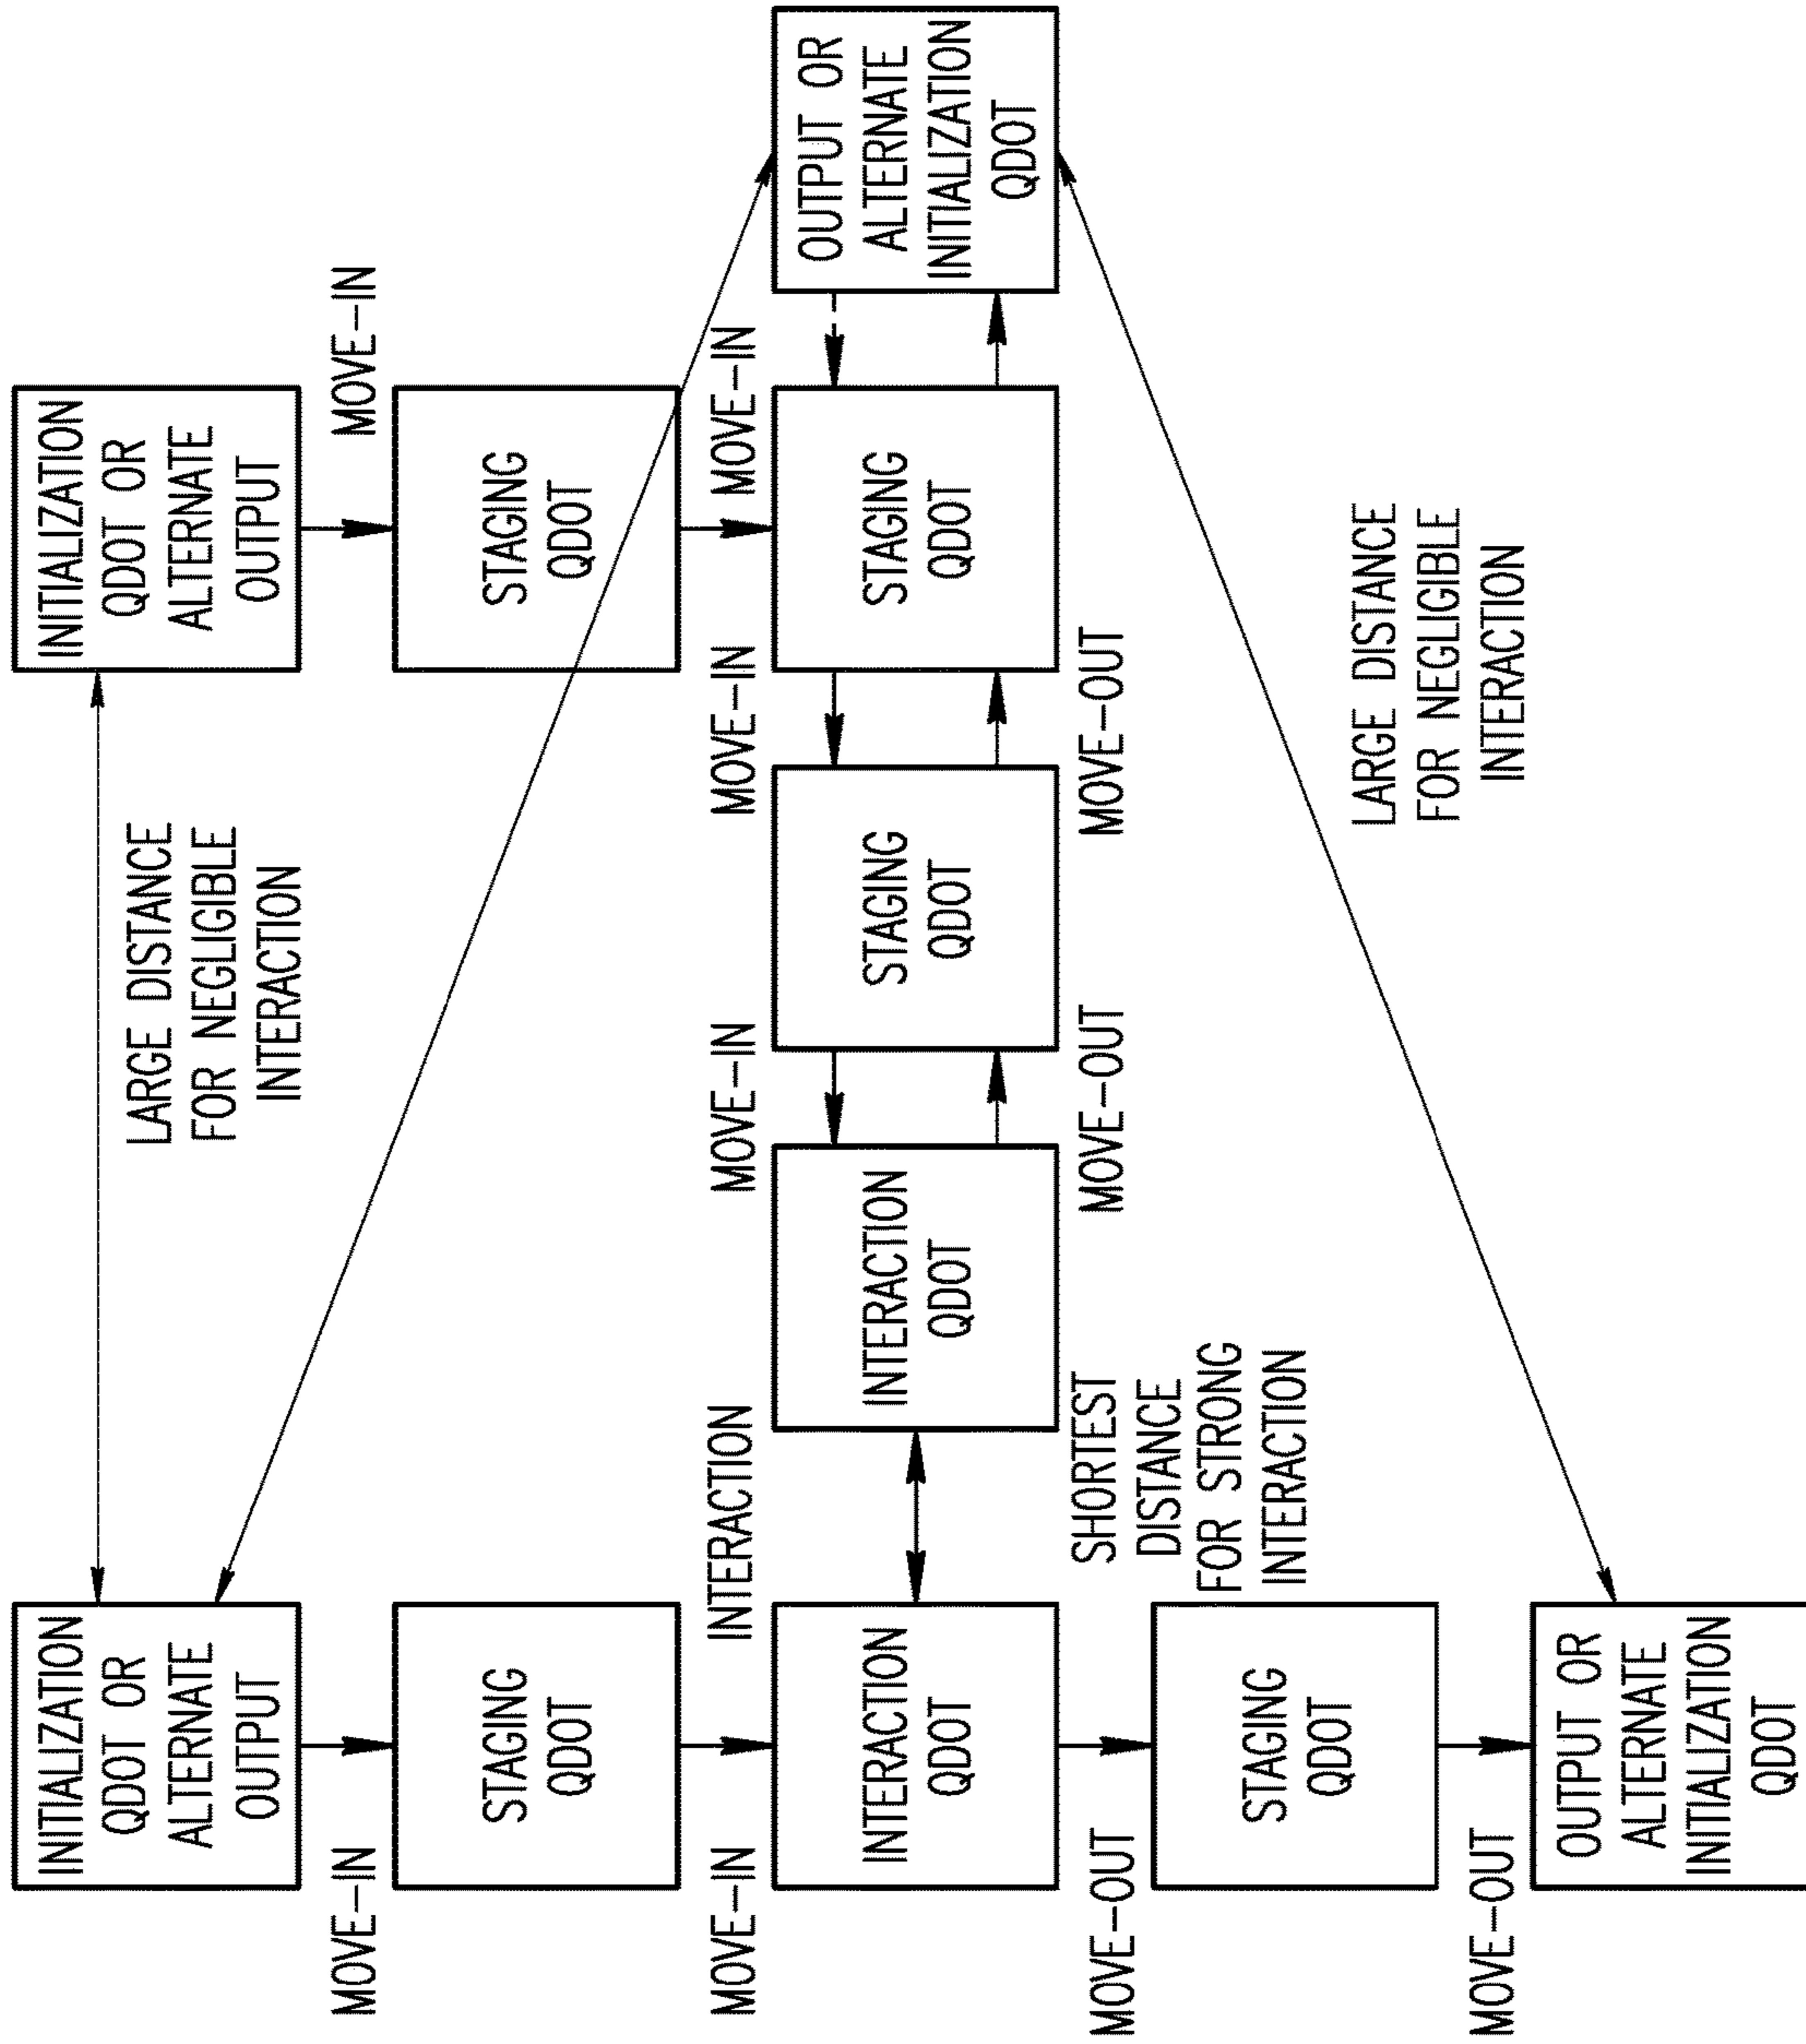 INITIALIZATION
QDOT OR
ALTERNATE
OUTPUT
LARGE DISTANCE
FOR NEGLIGIBLE
INTERACTION
INITIALIZATION
QDOT OR
ALTERNATE
OUTPUT
MOVE-IN
MOVE-IN
STAGING
QDOT
STAGING
QDOT
MOVE-IN
INTERACTION
MOVE-IN
MOVE-IN
MOVE-IN
INTERACTION
QDOT
INTERACTION
QDOT
STAGING
QDOT
STAGING
QDOT
OUTPUT OR
ALTERNATE
INITIALIZATION
QDOT
MOVE-OUT
SHORTEST
DISTANCE
FOR STRONG
INTERACTION
MOVE-OUT
MOVE-OUT
STAGING
QDOT
LARGE DISTANCE
FOR NEGLIGIBLE
INTERACTION
MOVE-OUT
OUTPUT OR
ALTERNATE
INITIALIZATION
QDOT